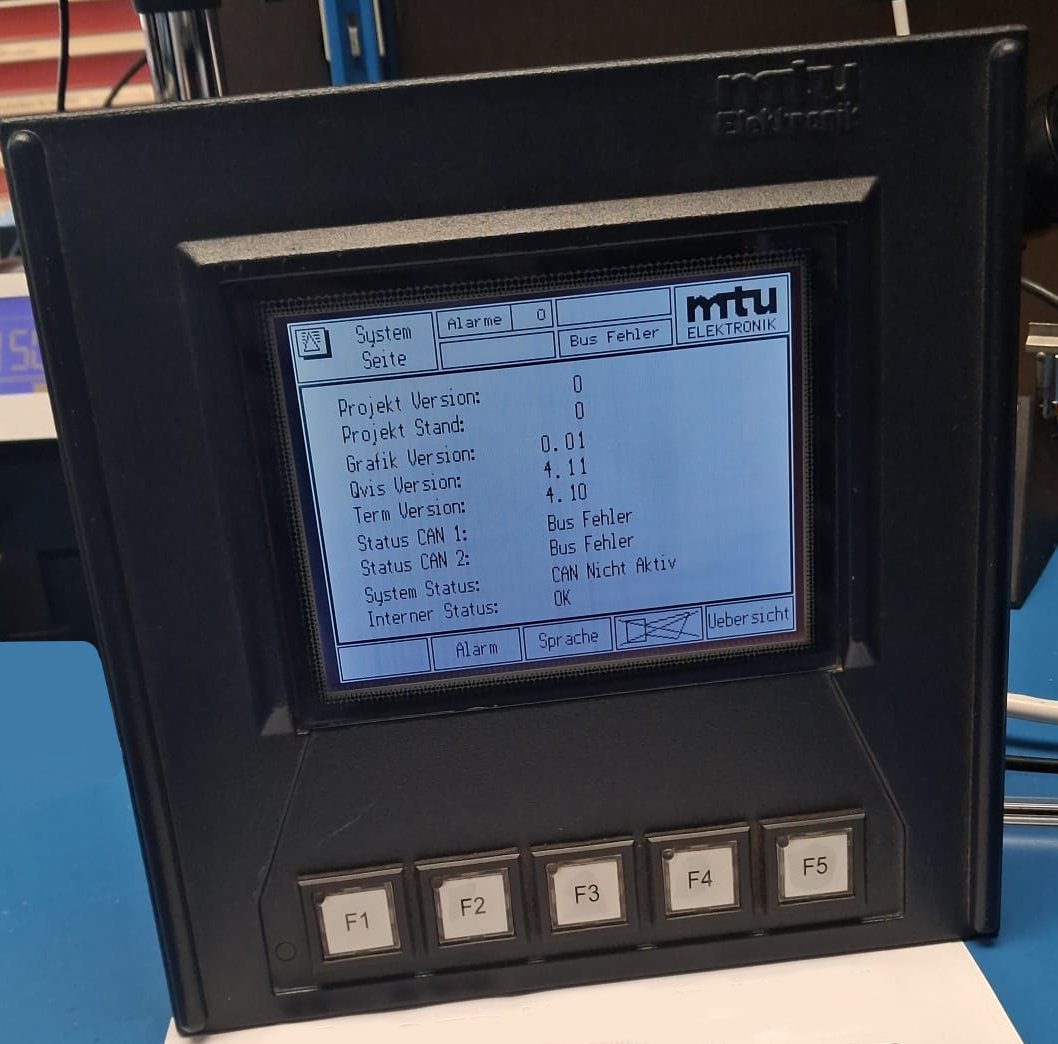 mtu
Elektronik
System
Seite
Alarme 0
Bus Fehler
mtu
ELEKTRONIK
Projekt Version: 0
Projekt Stand: 0
Grafik Version: 0.01
Qvis Version: 4.11
Term Version: 4.10
Status CAN 1: Bus Fehler
Status CAN 2: Bus Fehler
System Status: CAN Nicht Aktiv
Interner Status: OK
Alarm Sprache Uebersicht
F1 F2 F3 F4 F5